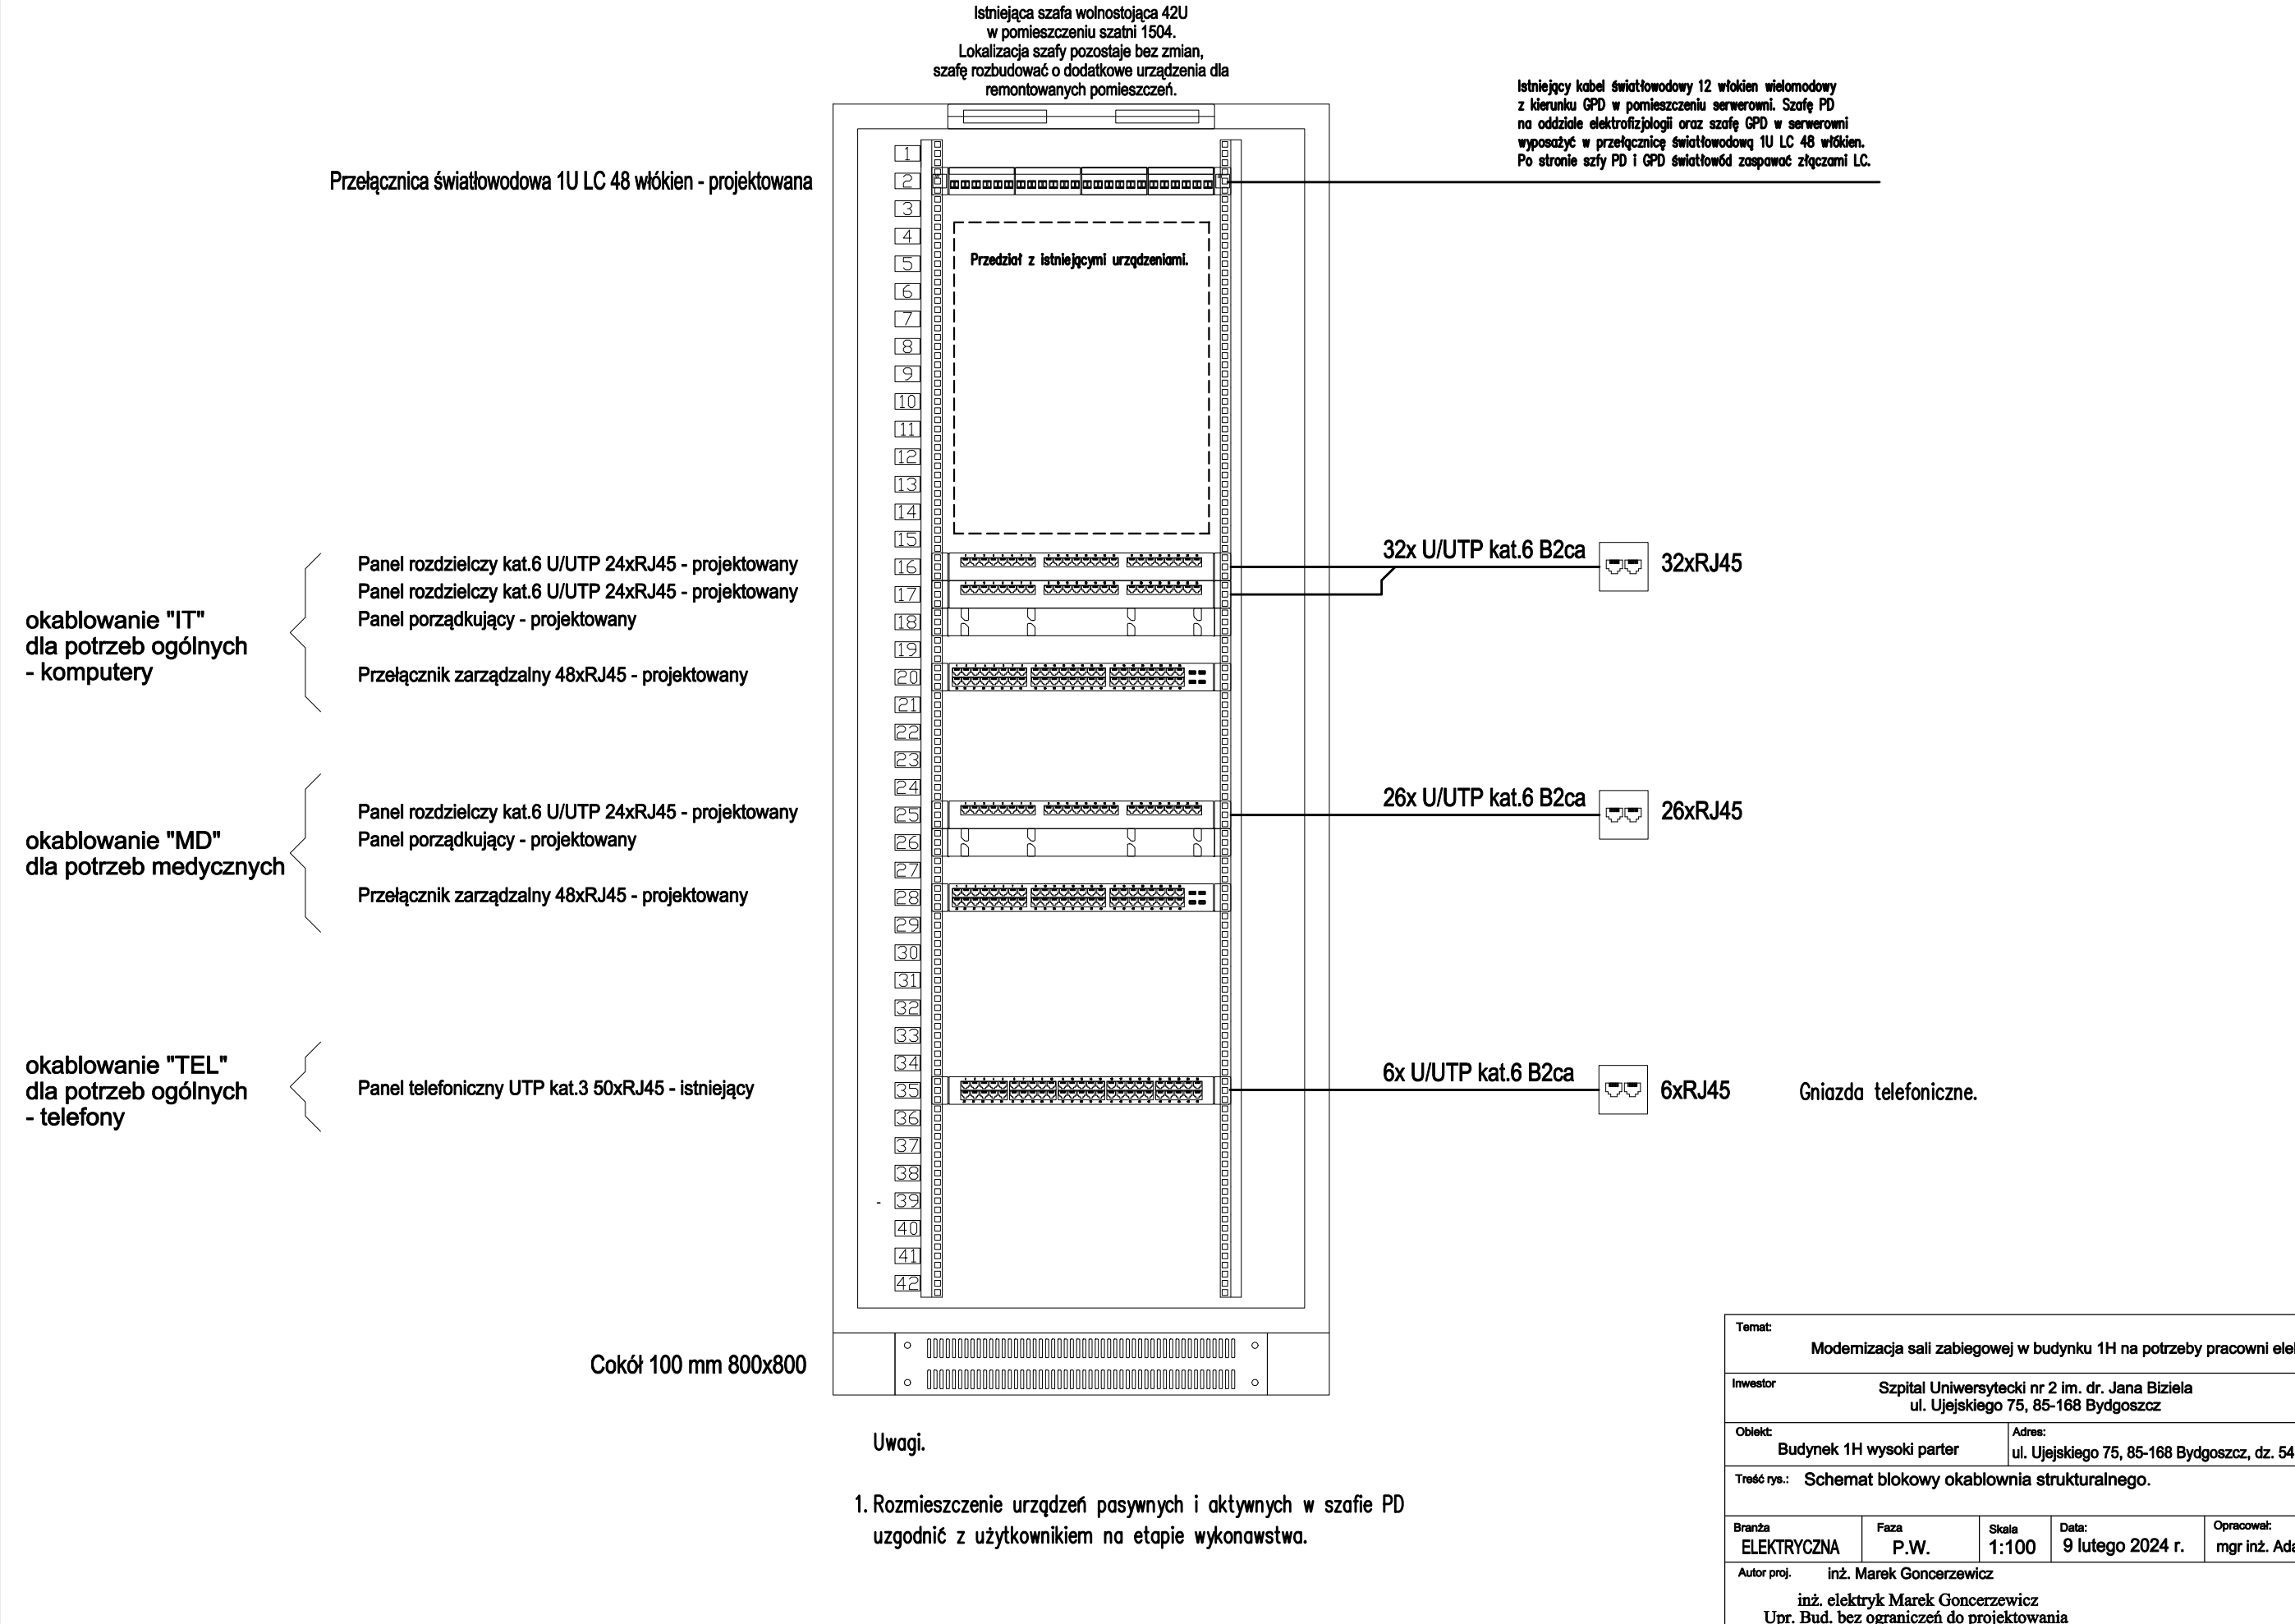 Istniejąca szafa wolnostojąca 42U
w pomieszczeniu szatni 1504.
Lokalizacja szafy pozostaje bez zmian,
szafę rozbudować o dodatkowe urządzenia dla
remontowanych pomieszczeń.
Istniejący kabel światłowodowy 12 włokien wielomodowy
z kierunku GPD w pomieszczeniu serwerowni. Szafę PD
na oddziale elektrofizjologii oraz szafę GPD w serwerowni
wyposażyć w przełącznicę światłowodową 1U LC 48 włókien.
Po stronie szfy PD i GPD światłowód zaspawać złączami LC.
Przełącznica światłowodowa 1U LC 48 włókien - projektowana
1
2
3
4
5
6
7
8
9
10
11
12
13
14
15
16
17
18
19
20
21
22
23
24
25
26
27
28
29
30
31
32
33
34
35
36
37
38
39
40
41
42
Przedział z istniejącymi urządzeniami.
okablowanie "IT"
dla potrzeb ogólnych
- komputery
Panel rozdzielczy kat.6 U/UTP 24xRJ45 - projektowany
Panel rozdzielczy kat.6 U/UTP 24xRJ45 - projektowany
Panel porządkujący - projektowany
Przełącznik zarządzalny 48xRJ45 - projektowany
32x U/UTP kat.6 B2ca
32xRJ45
okablowanie "MD"
dla potrzeb medycznych
Panel rozdzielczy kat.6 U/UTP 24xRJ45 - projektowany
Panel porządkujący - projektowany
Przełącznik zarządzalny 48xRJ45 - projektowany
26x U/UTP kat.6 B2ca
26xRJ45
okablowanie "TEL"
dla potrzeb ogólnych
- telefony
Panel telefoniczny UTP kat.3 50xRJ45 - istniejący
6x U/UTP kat.6 B2ca
6xRJ45
Gniazda telefoniczne.
Cokół 100 mm 800x800
Uwagi.
1. Rozmieszczenie urządzeń pasywnych i aktywnych w szafie PD
uzgodnić z użytkownikiem na etapie wykonawstwa.
Temat:
Modernizacja sali zabiegowej w budynku 1H na potrzeby pracowni ele
Inwestor
Szpital Uniwersytecki nr 2 im. dr. Jana Biziela
ul. Ujejskiego 75, 85-168 Bydgoszcz
Obiekt:
Budynek 1H wysoki parter
Adres:
ul. Ujejskiego 75, 85-168 Bydgoszcz, dz. 54
Treść rys.: Schemat blokowy okablownia strukturalnego.
Branża
ELEKTRYCZNA
Faza
P.W.
Skala
1:100
Data:
9 lutego 2024 r.
Opracował:
mgr inż. Ada
Autor proj. inż. Marek Goncerzewicz
inż. elektryk Marek Goncerzewicz
Upr. Bud. bez ograniczeń do projektowania